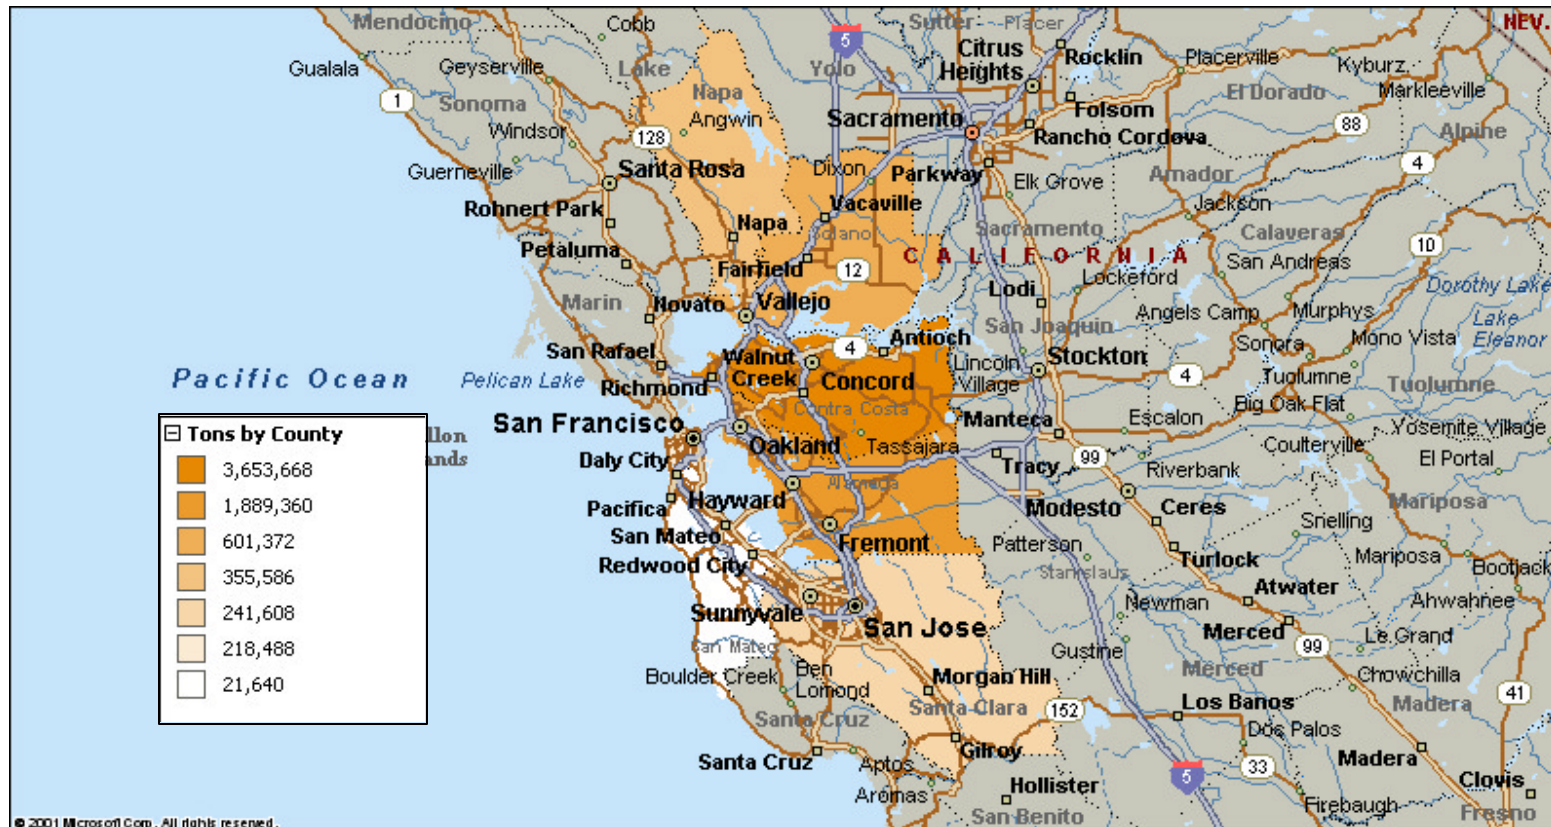 Mendocino
Cobb
Sutter
Placer
NEV.
Gualala
Geyserville
Lake
5
Yolo
Citrus
Heights
Rocklin
Placerville
Kyburz
1
Sonoma
Napa
Angwin
El Dorado
Markleeville
Windsor
128
Sacramento
Folsom
Rancho Cordova
88
Alpine
Guerneville
Santa Rosa
Dixon
Parkway
Elk Grove
Amador
4
Rohnert Park
Vacaville
Jackson
Napa
Solano
Sacramento
Calaveras
10
Petaluma
Fairfield
12
CALIFORNIA
San Andreas
Lockeford
Marin
Novato
Vallejo
Lodi
Dorothy Lake
Angels Camp
Murphys
San Joaquin
Lake
Eleanor
Mono Vista
San Rafael
Walnut
Creek
4
Antioch
Lincoln
Village
Stockton
Sonora
Pacific Ocean
Pelican Lake
Richmond
Concord
4
Tuolumne
Tuolumne
Contra Costa
Manteca
Escalon
Big Oak Flat
San Francisco
Oakland
Tassajara
Coulterville
Yosemite Village
llon
ands
Daly City
Alameda
Tracy
99
Riverbank
El Portal
Pacifica
Hayward
Modesto
Ceres
Snelling
Mariposa
San Mateo
Fremont
Patterson
Turlock
Mariposa
Bootjack
Redwood City
Stanislaus
Atwater
Ahwahnee
Sunnyvale
San Jose
Newman
Merced
Le Grand
San Mateo
Gustine
99
Boulder Creek
Ben
Lomond
Morgan Hill
Merced
Chowchilla
Santa Cruz
Santa Clara
152
Los Banos
Madera
41
Santa Cruz
Aptos
Gilroy
Dos Palos
Madera
Aromas
Hollister
5
33
Clovis
San Benito
Firebaugh
Fresno
Tons by County
3,653,668
1,889,360
601,372
355,586
241,608
218,488
21,640
© 2001 Microsoft Corp. All rights reserved.